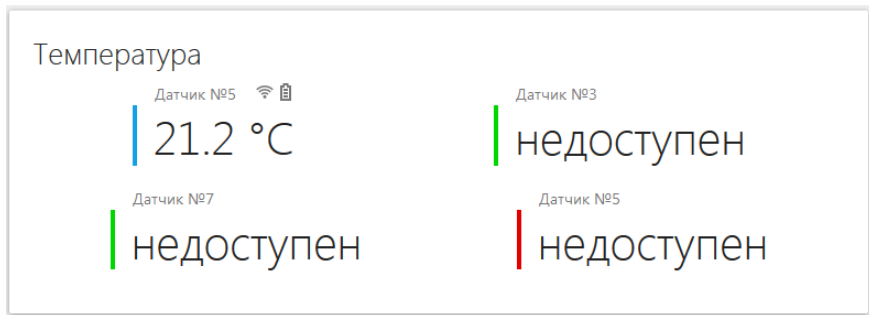 Температура
Датчик №5
Датчик №3
21.2 °C
недоступен
Датчик №7
Датчик №5
недоступен
недоступен